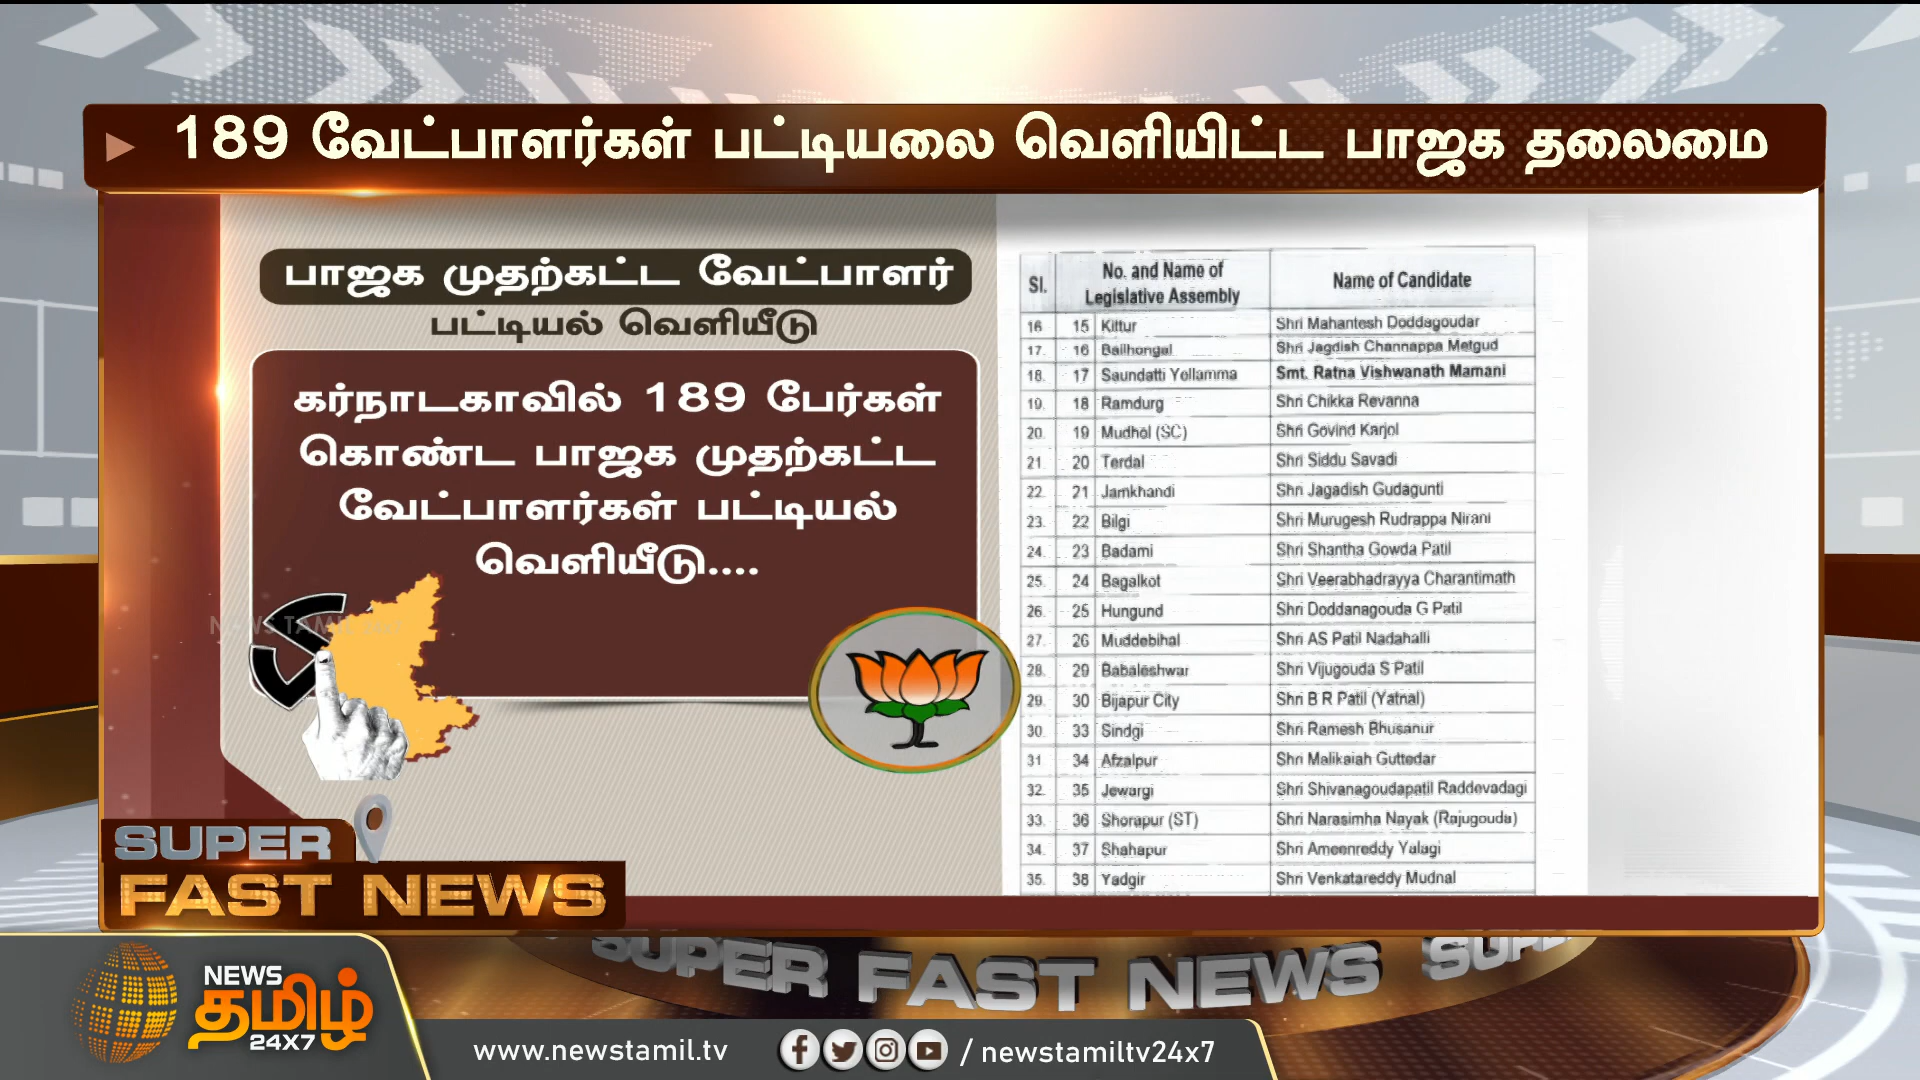 189 வேட்பாளர்கள் பட்டியலை வெளியிட்ட பாஜக தலைமை
பாஜக முதற்கட்ட வேட்பாளர்
பட்டியல் வெளியீடு
கர்நாடகாவில் 189 பேர்கள்
கொண்ட பாஜக முதற்கட்ட
வேட்பாளர்கள் பட்டியல்
வெளியீடு....
NEWS TAMIL 24x7
Sl. No. and Name of Legislative Assembly Name of Candidate
16 15 Kittur Shri Mahantesh Doddagoudar
17. 16 Bailhongal Shri Jagdish Channappa Metgud
18. 17 Saundatti Yellamma Smt. Ratna Vishwanath Mamani
19. 18 Ramdurg Shri Chikka Revanna
20. 19 Mudhol (SC) Shri Govind Karjol
21. 20 Terdal Shri Siddu Savadi
22. 21 Jamkhandi Shri Jagadish Gudagunti
23. 22 Bilgi Shri Murugesh Rudrappa Nirani
24. 23 Badami Shri Shantha Gowda Patil
25. 24 Bagalkot Shri Veerabhadrayya Charantimath
26. 25 Hungund Shri Doddanagouda G Patil
27. 26 Muddebihal Shri AS Patil Nadahalli
28. 29 Babaleshwar Shri Vijugouda S Patil
29. 30 Bijapur City Shri B R Patil (Yatnal)
30. 33 Sindgi Shri Ramesh Bhusanur
31 34 Afzalpur Shri Malikaiah Guttedar
32. 35 Jewargi Shri Shivanagoudapatil Raddevadagi
33. 36 Shorapur (ST) Shri Narasimha Nayak (Rajugouda)
34. 37 Shahapur Shri Ameenreddy Yalagi
35. 38 Yadgir Shri Venkatareddy Mudnal
SUPER
FAST NEWS
SUPER FAST NEWS SUPER
NEWS
தமிழ்
24X7
www.newstamil.tv / newstamiltv24x7